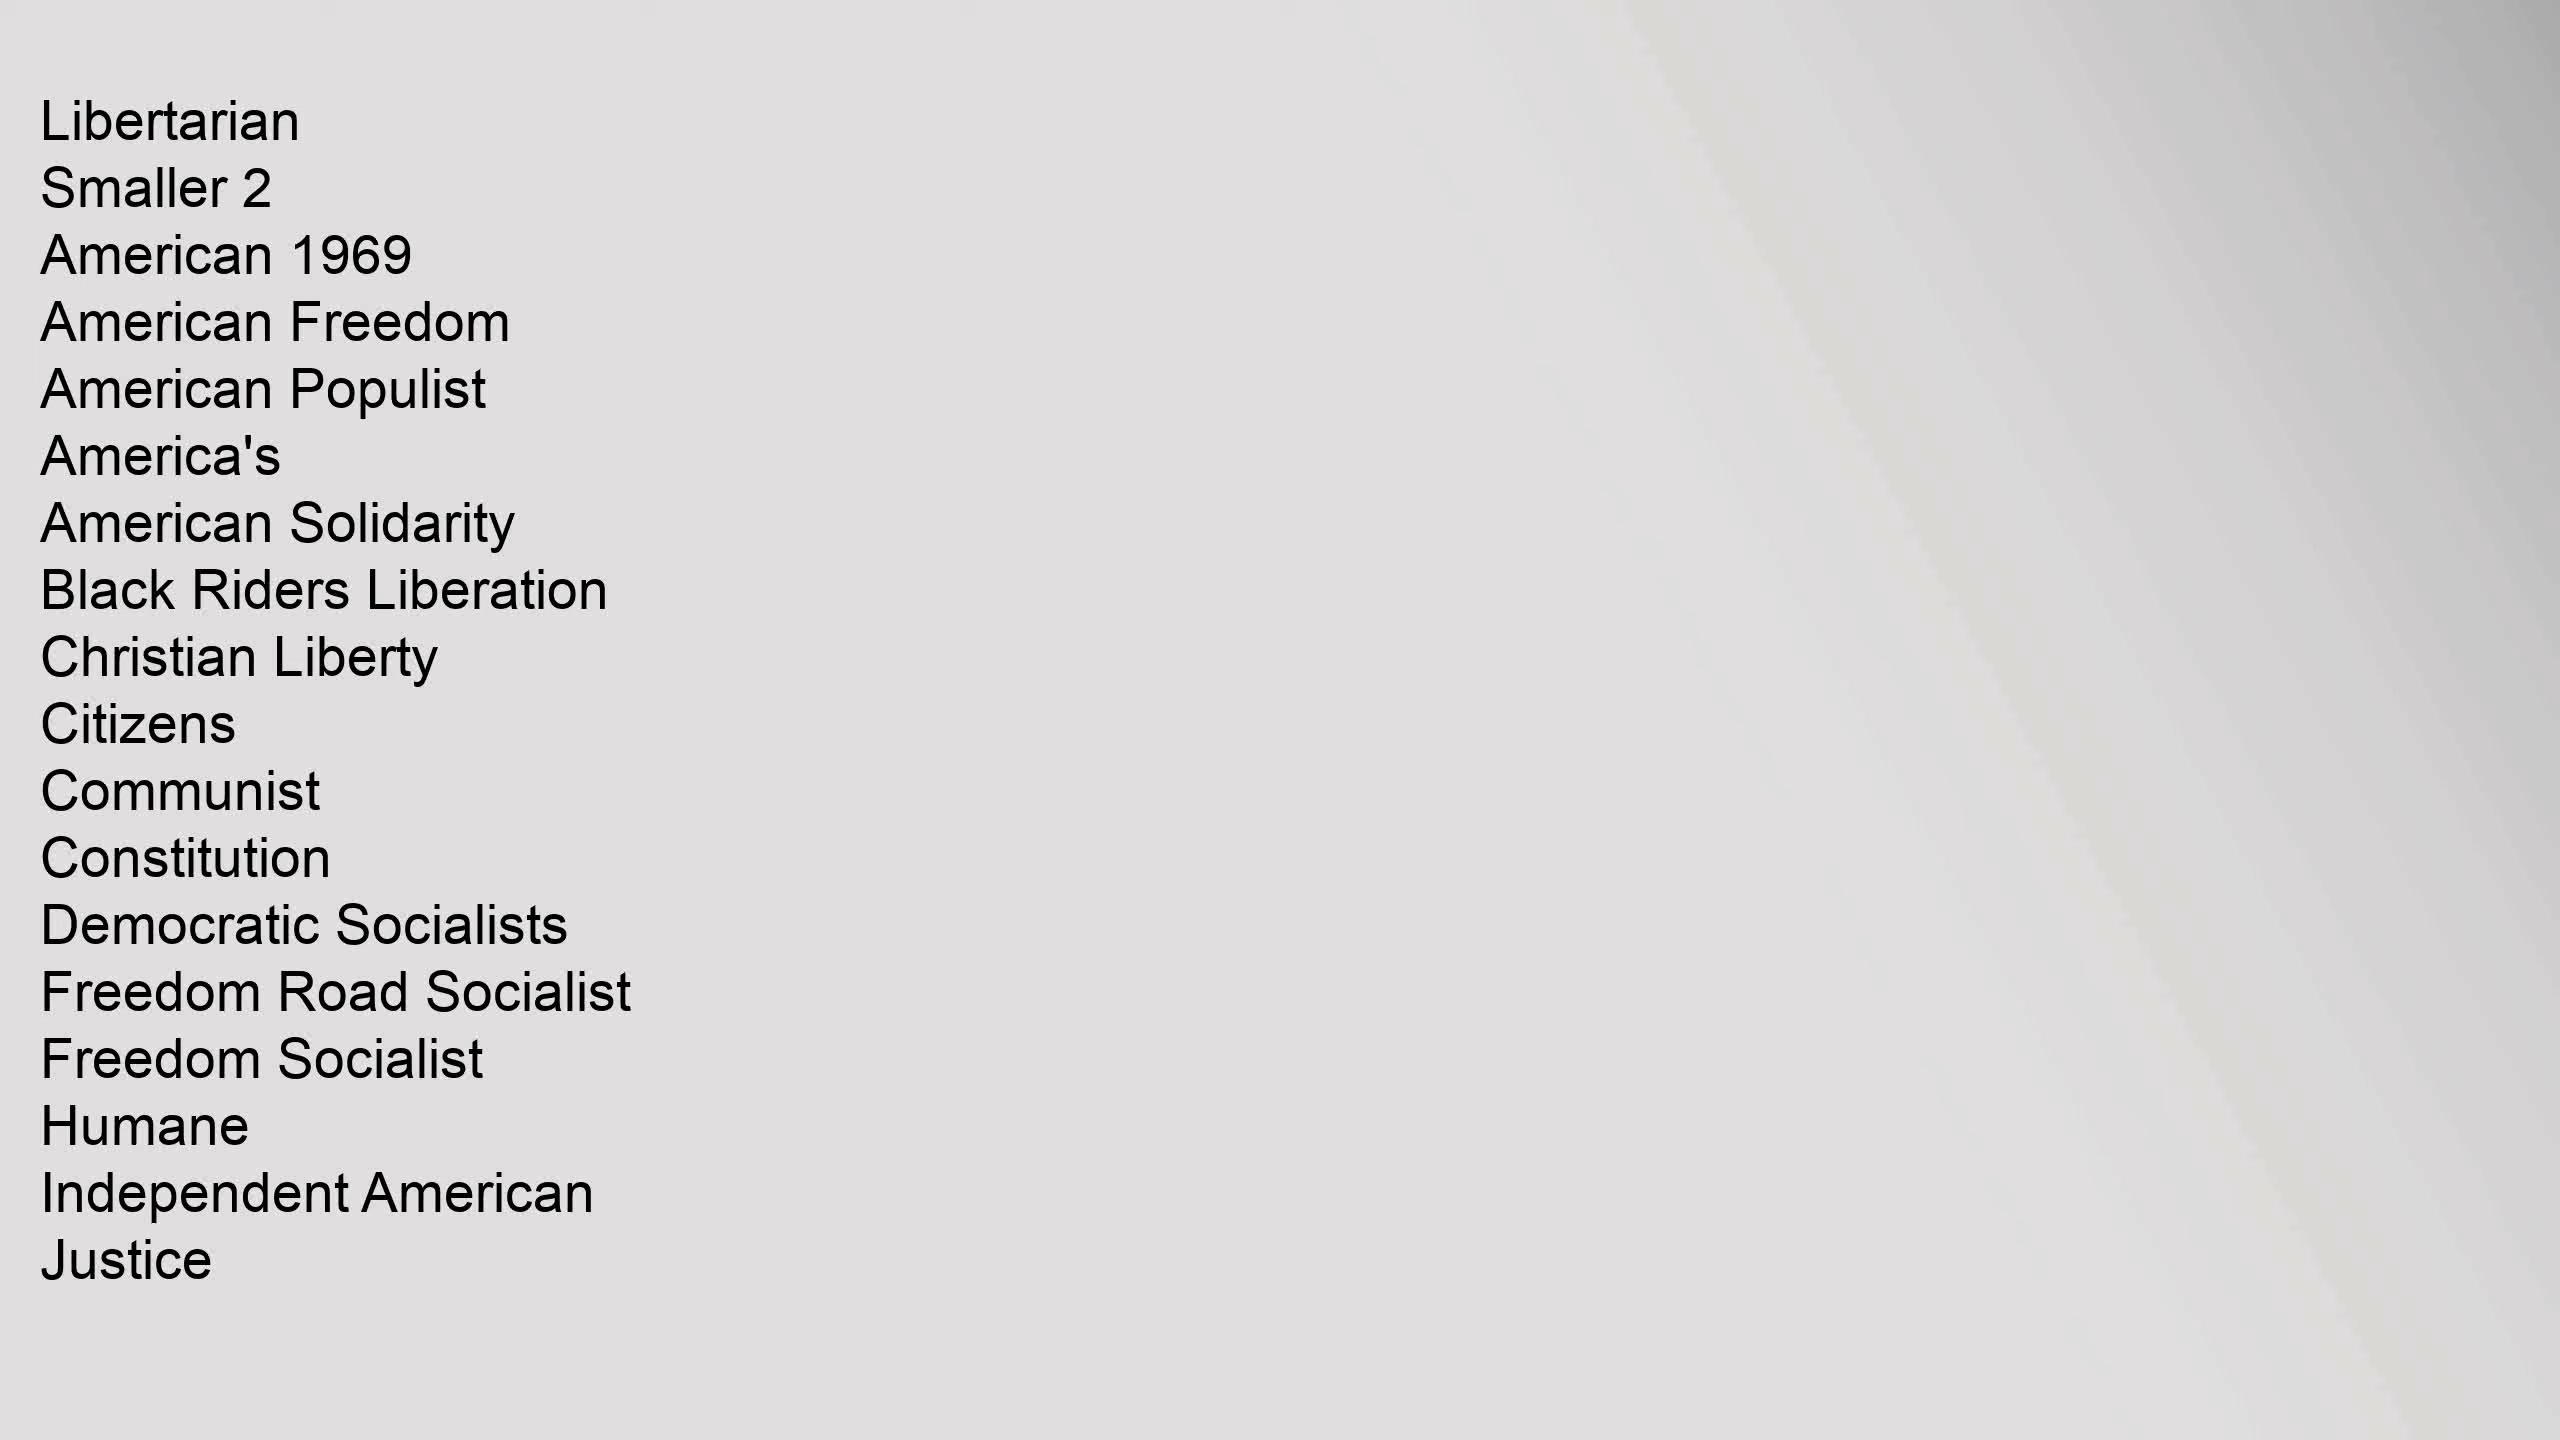 Libertarian
Smaller 2
American 1969
American Freedom
American Populist
America's
American Solidarity
Black Riders Liberation
Christian Liberty
Citizens
Communist
Constitution
Democratic Socialists
Freedom Road Socialist
Freedom Socialist
Humane
Independent American
Justice